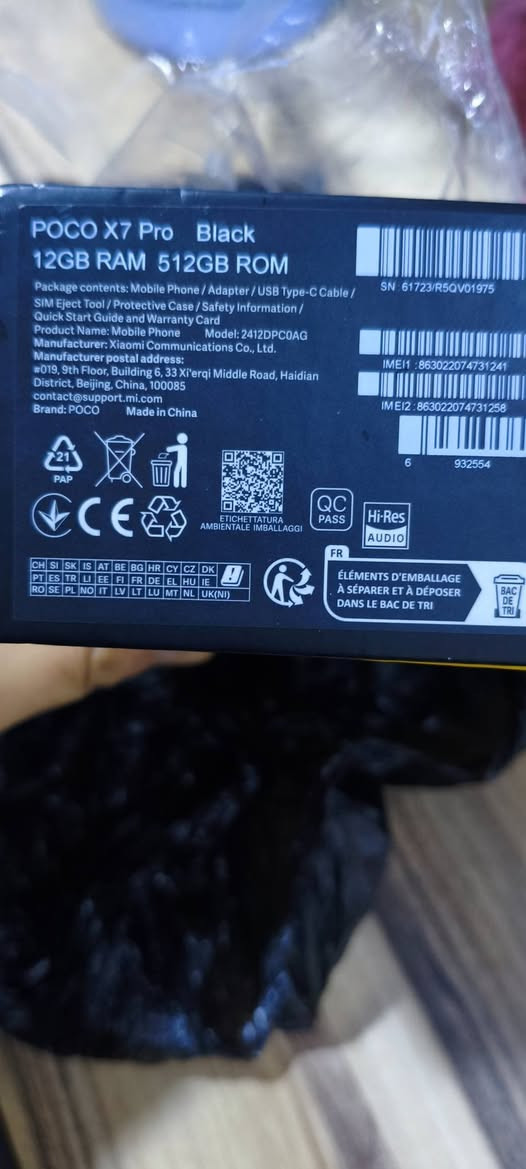 POCO X7 Pro Black
12GB RAM 512GB ROM
Package contents: Mobile Phone / Adapter / USB Type-C Cable /
SIM Eject Tool / Protective Case / Safety Information /
Quick Start Guide and Warranty Card
Product Name: Mobile Phone Model: 2412DPC0AG
Manufacturer: Xiaomi Communications Co., Ltd.
Manufacturer postal address:
#019, 9th Floor, Building 6, 33 Xi'erqi Middle Road, Haidian
District, Beijing, China, 100085
contact@support.mi.com
Brand: POCO Made in China
SN 61723/R5QV01975
IMEI1 :863022074731241
IMEI2 :863022074731258
6 932554
21
PAP
CE
ETICHETTATURA
AMBIENTALE IMBALLAGGI
QC
PASS
Hi-Res
AUDIO
CH SI SK IS AT BE BG HR CY CZ DK
PT ES TR LI EE FI FR DE EL HU IE
RO SE PL NO IT LV LT LU MT NL UK(NI)
FR
ÉLÉMENTS D'EMBALLAGE
À SÉPARER ET À DÉPOSER
DANS LE BAC DE TRI
BAC
DE
TRI